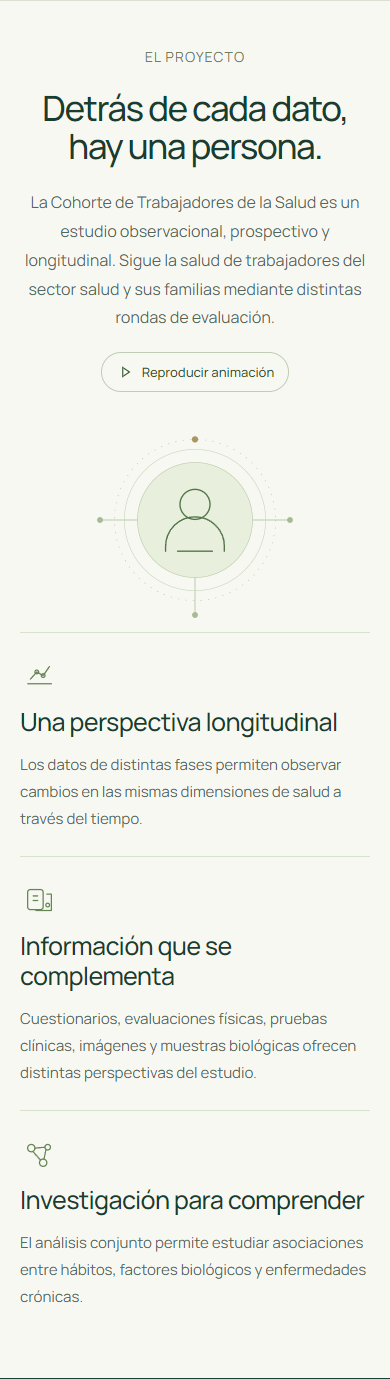 EL PROYECTO
Detrás de cada dato,
hay una persona.
La Cohorte de Trabajadores de la Salud es un
estudio observacional, prospectivo y
longitudinal. Sigue la salud de trabajadores del
sector salud y sus familias mediante distintas
rondas de evaluación.
Reproducir animación
Una perspectiva longitudinal
Los datos de distintas fases permiten observar
cambios en las mismas dimensiones de salud a
través del tiempo.
Información que se
complementa
Cuestionarios, evaluaciones físicas, pruebas
clínicas, imágenes y muestras biológicas ofrecen
distintas perspectivas del estudio.
Investigación para comprender
El análisis conjunto permite estudiar asociaciones
entre hábitos, factores biológicos y enfermedades
crónicas.